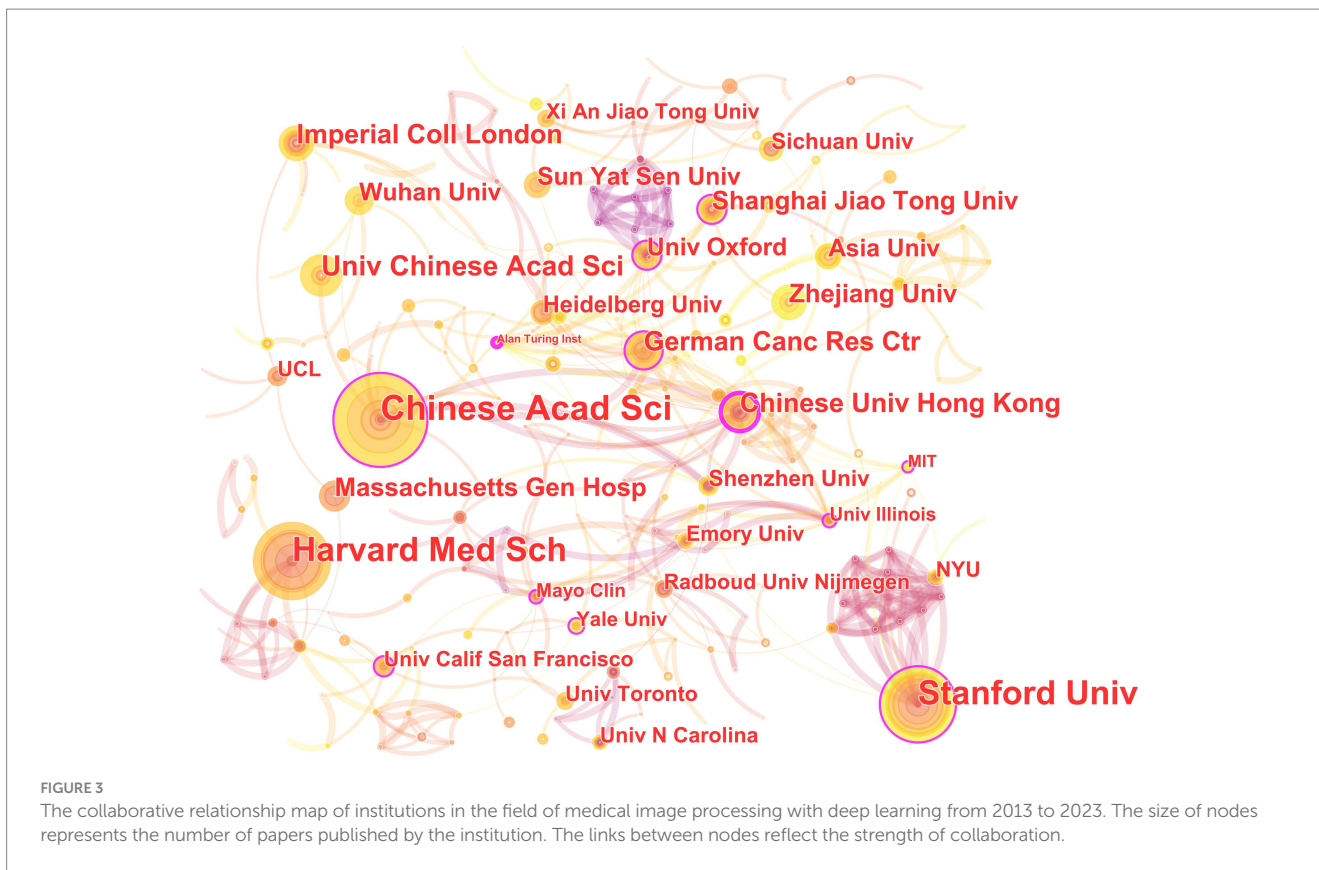 Xi An Jiao Tong Univ
Imperial Coll London
Sichuan Univ
Sun Yat Sen Univ
Wuhan Univ
Shanghai Jiao Tong Univ
Univ Oxford
Asia Univ
Univ Chinese Acad Sci
Zhejiang Univ
Heidelberg Univ
Alan Turing Inst
German Canc Res Ctr
UCL
Chinese Acad Sci
Chinese Univ Hong Kong
MIT
Shenzhen Univ
Massachusetts Gen Hosp
Univ Illinois
Emory Univ
Harvard Med Sch
NYU
Radboud Univ Nijmegen
Mayo Clin
Yale Univ
Univ Calif San Francisco
Univ Toronto
Stanford Univ
Univ N Carolina
FIGURE 3
The collaborative relationship map of institutions in the field of medical image processing with deep learning from 2013 to 2023. The size of nodes
represents the number of papers published by the institution. The links between nodes reflect the strength of collaboration.